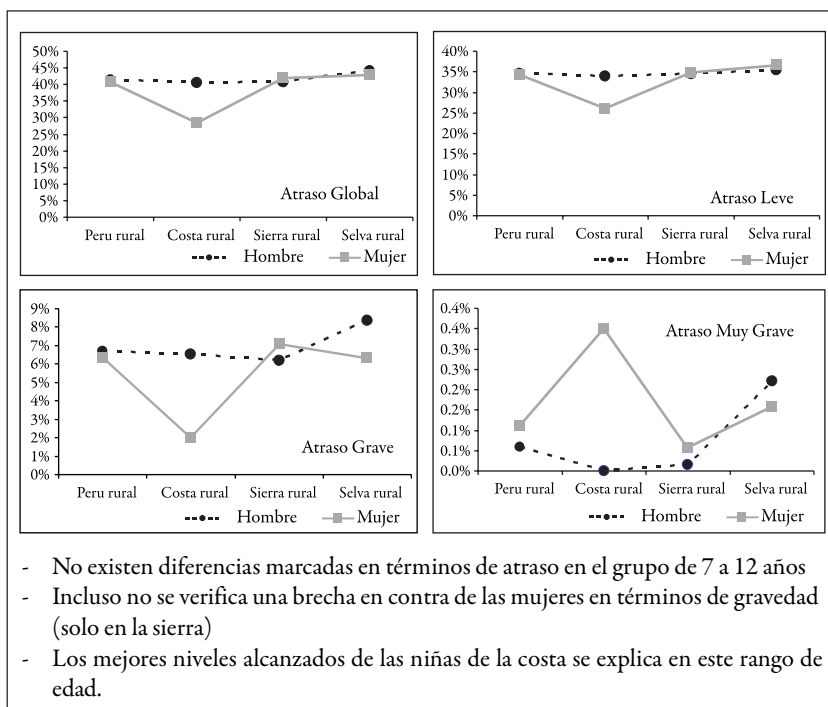 50%
45%
40%
35%
30%
25%
20%
15%
10%
5%
0%
Atraso Global
Peru rural Costa rural Sierra rural Selva rural
Hombre Mujer
40%
35%
30%
25%
20%
15%
10%
5%
0%
Atraso Leve
Peru rural Costa rural Sierra rural Selva rural
Hombre Mujer
9%
8%
7%
6%
5%
4%
3%
2%
1%
0%
Atraso Grave
Peru rural Costa rural Sierra rural Selva rural
Hombre Mujer
0.4%
0.4%
0.3%
0.3%
0.2%
0.2%
0.1%
0.1%
0.0%
Atraso Muy Grave
Peru rural Costa rural Sierra rural Selva rural
Hombre Mujer
- No existen diferencias marcadas en términos de atraso en el grupo de 7 a 12 años
- Incluso no se verifica una brecha en contra de las mujeres en términos de gravedad
(solo en la sierra)
- Los mejores niveles alcanzados de las niñas de la costa se explica en este rango de
edad.